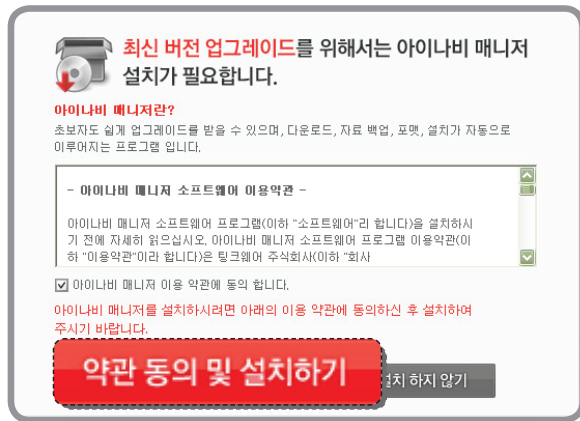 최신 버전 업그레이드를 위해서는 아이나비 매니저
설치가 필요합니다.
아이나비 매니저란?
초보자도 쉽게 업그레이드를 받을 수 있으며, 다운로드, 자료 백업, 포맷, 설치가 자동으로
이루어지는 프로그램 입니다.
- 아이나비 매니저 소프트웨어 이용약관 -
아이나비 매니저 소프트웨어 프로그램(이하 "소프트웨어"리 합니다)을 설치하시
기 전에 자세히 읽으십시오. 아이나비 매니저 소프트웨어 프로그램 이용약관(이
하 "이용약관"이라 합니다)은 팅크웨어 주식회사(이하 "회사
아이나비 매니저 이용 약관에 동의 합니다.
아이나비 매니저를 설치하시려면 아래의 이용 약관에 동의하신 후 설치하여
주시기 바랍니다.
약관 동의 및 설치하기
설치 하지 않기